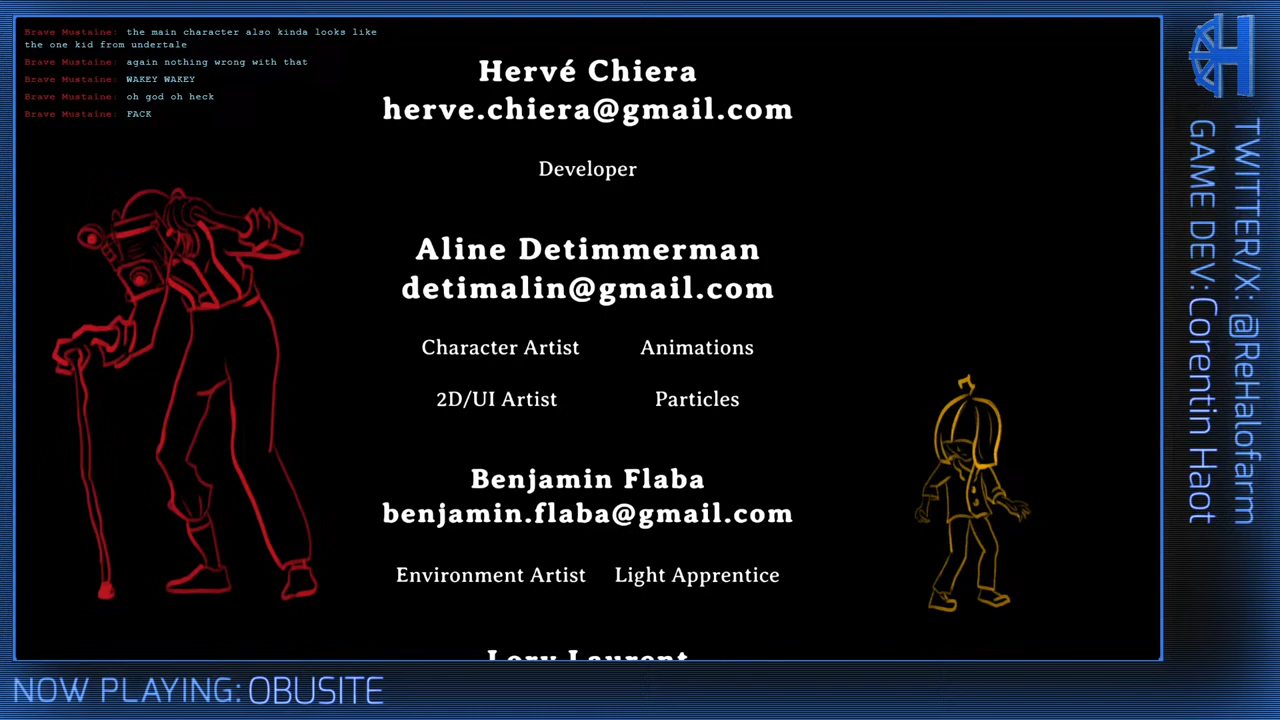 Brave Mustaine: the main character also kinda looks like
the one kid from undertale
Brave Mustaine: again nothing wrong with that
Brave Mustaine: WAKEY WAKEY
Brave Mustaine: oh god oh heck
Brave Mustaine: FACK
Hervé Chiera
herve.chiera@gmail.com
Developer
Aline Detimmerman
detimalin@gmail.com
Character Artist Animations
2D/UI Artist Particles
Benjamin Flaba
benjamin.flaba@gmail.com
Environment Artist Light Apprentice
Lory Laurent
TWITTER/X: @ReHalofarm
GAME DEV: Corentin Haot
NOW PLAYING: OBUSITE